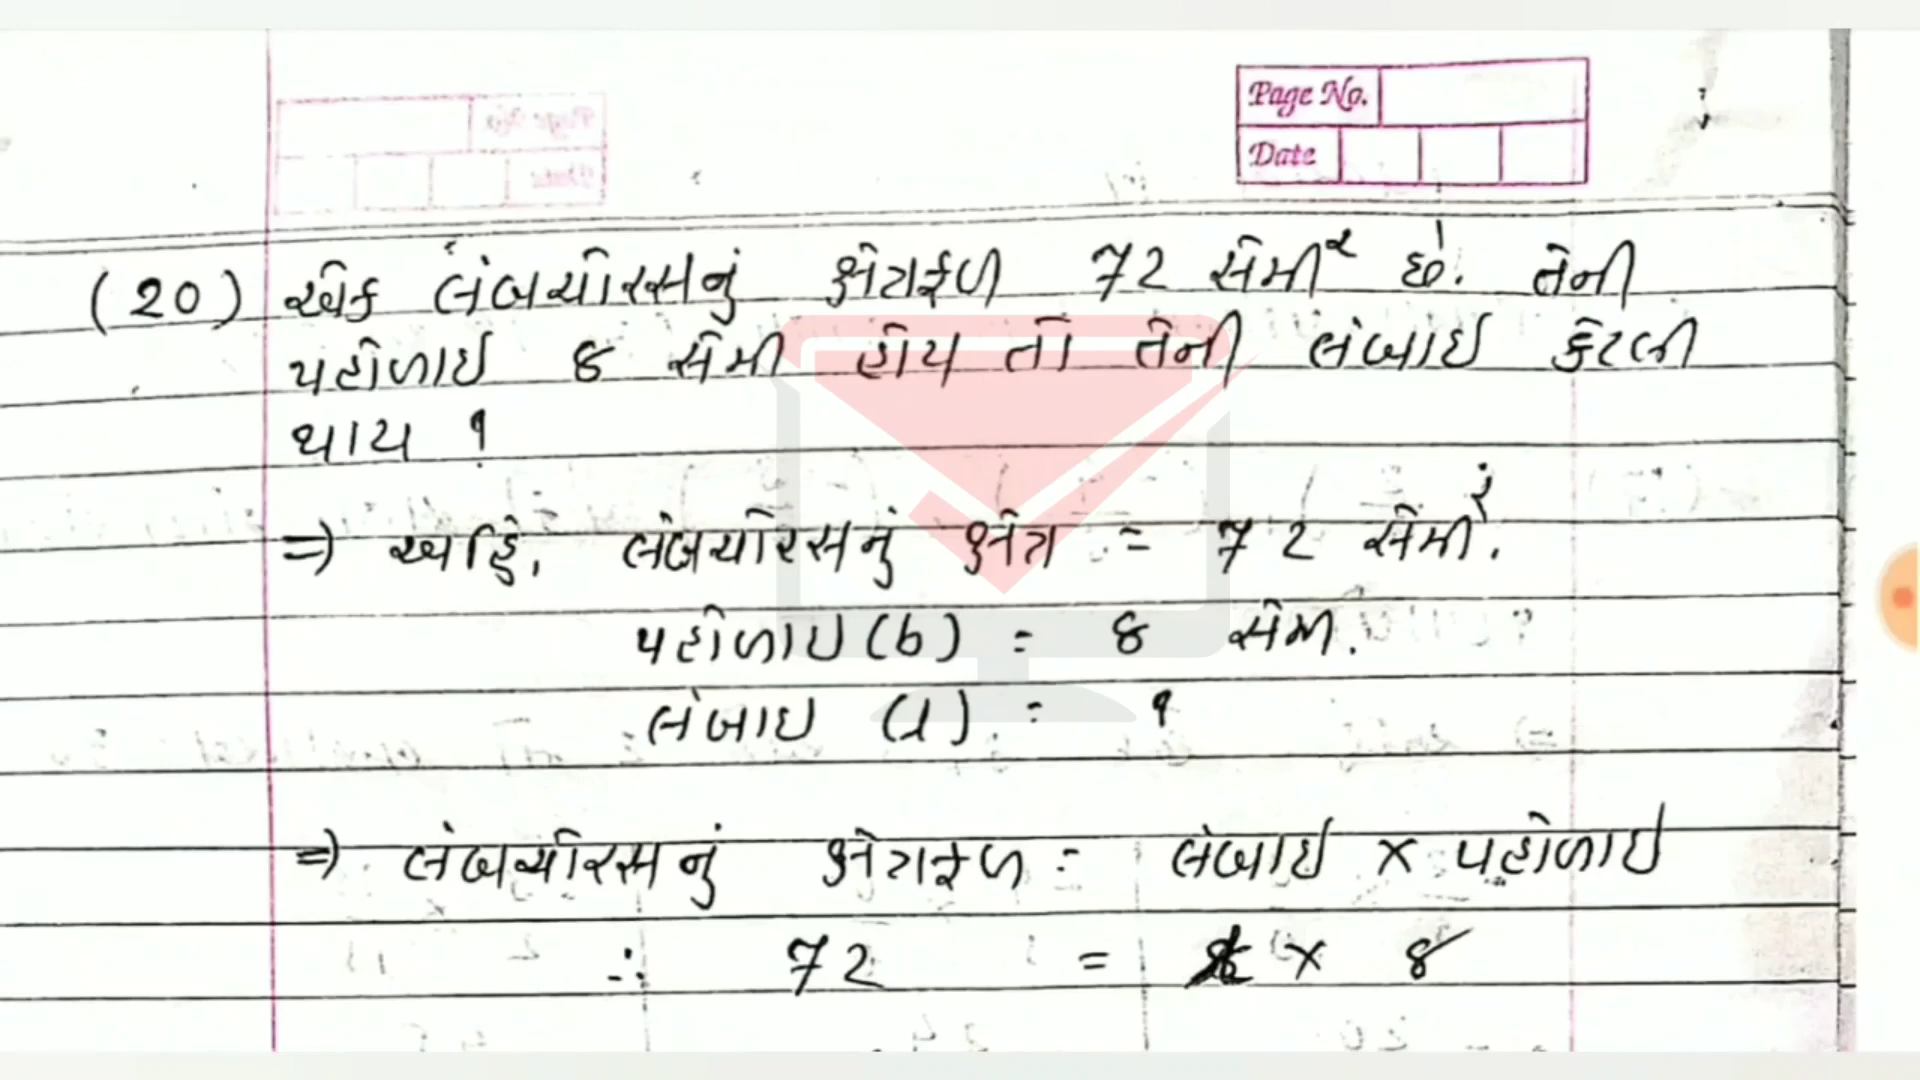 Page No.
Date
(20) એક લંબચોરસનું ક્ષેત્રફળ 72 સેમી² છે. તેની
પહોળાઇ 8 સેમી હોય તો તેની લંબાઇ કેટલી
થાય ?
⇒ અહિં, લંબચોરસનું ક્ષેત્ર = 72 સેમી².
પહોળાઇ (b) = 8 સેમી.
લંબાઇ (l) = ?
⇒ લંબચોરસનું ક્ષેત્રફળ = લંબાઇ × પહોળાઇ
∴ 72 = × 8